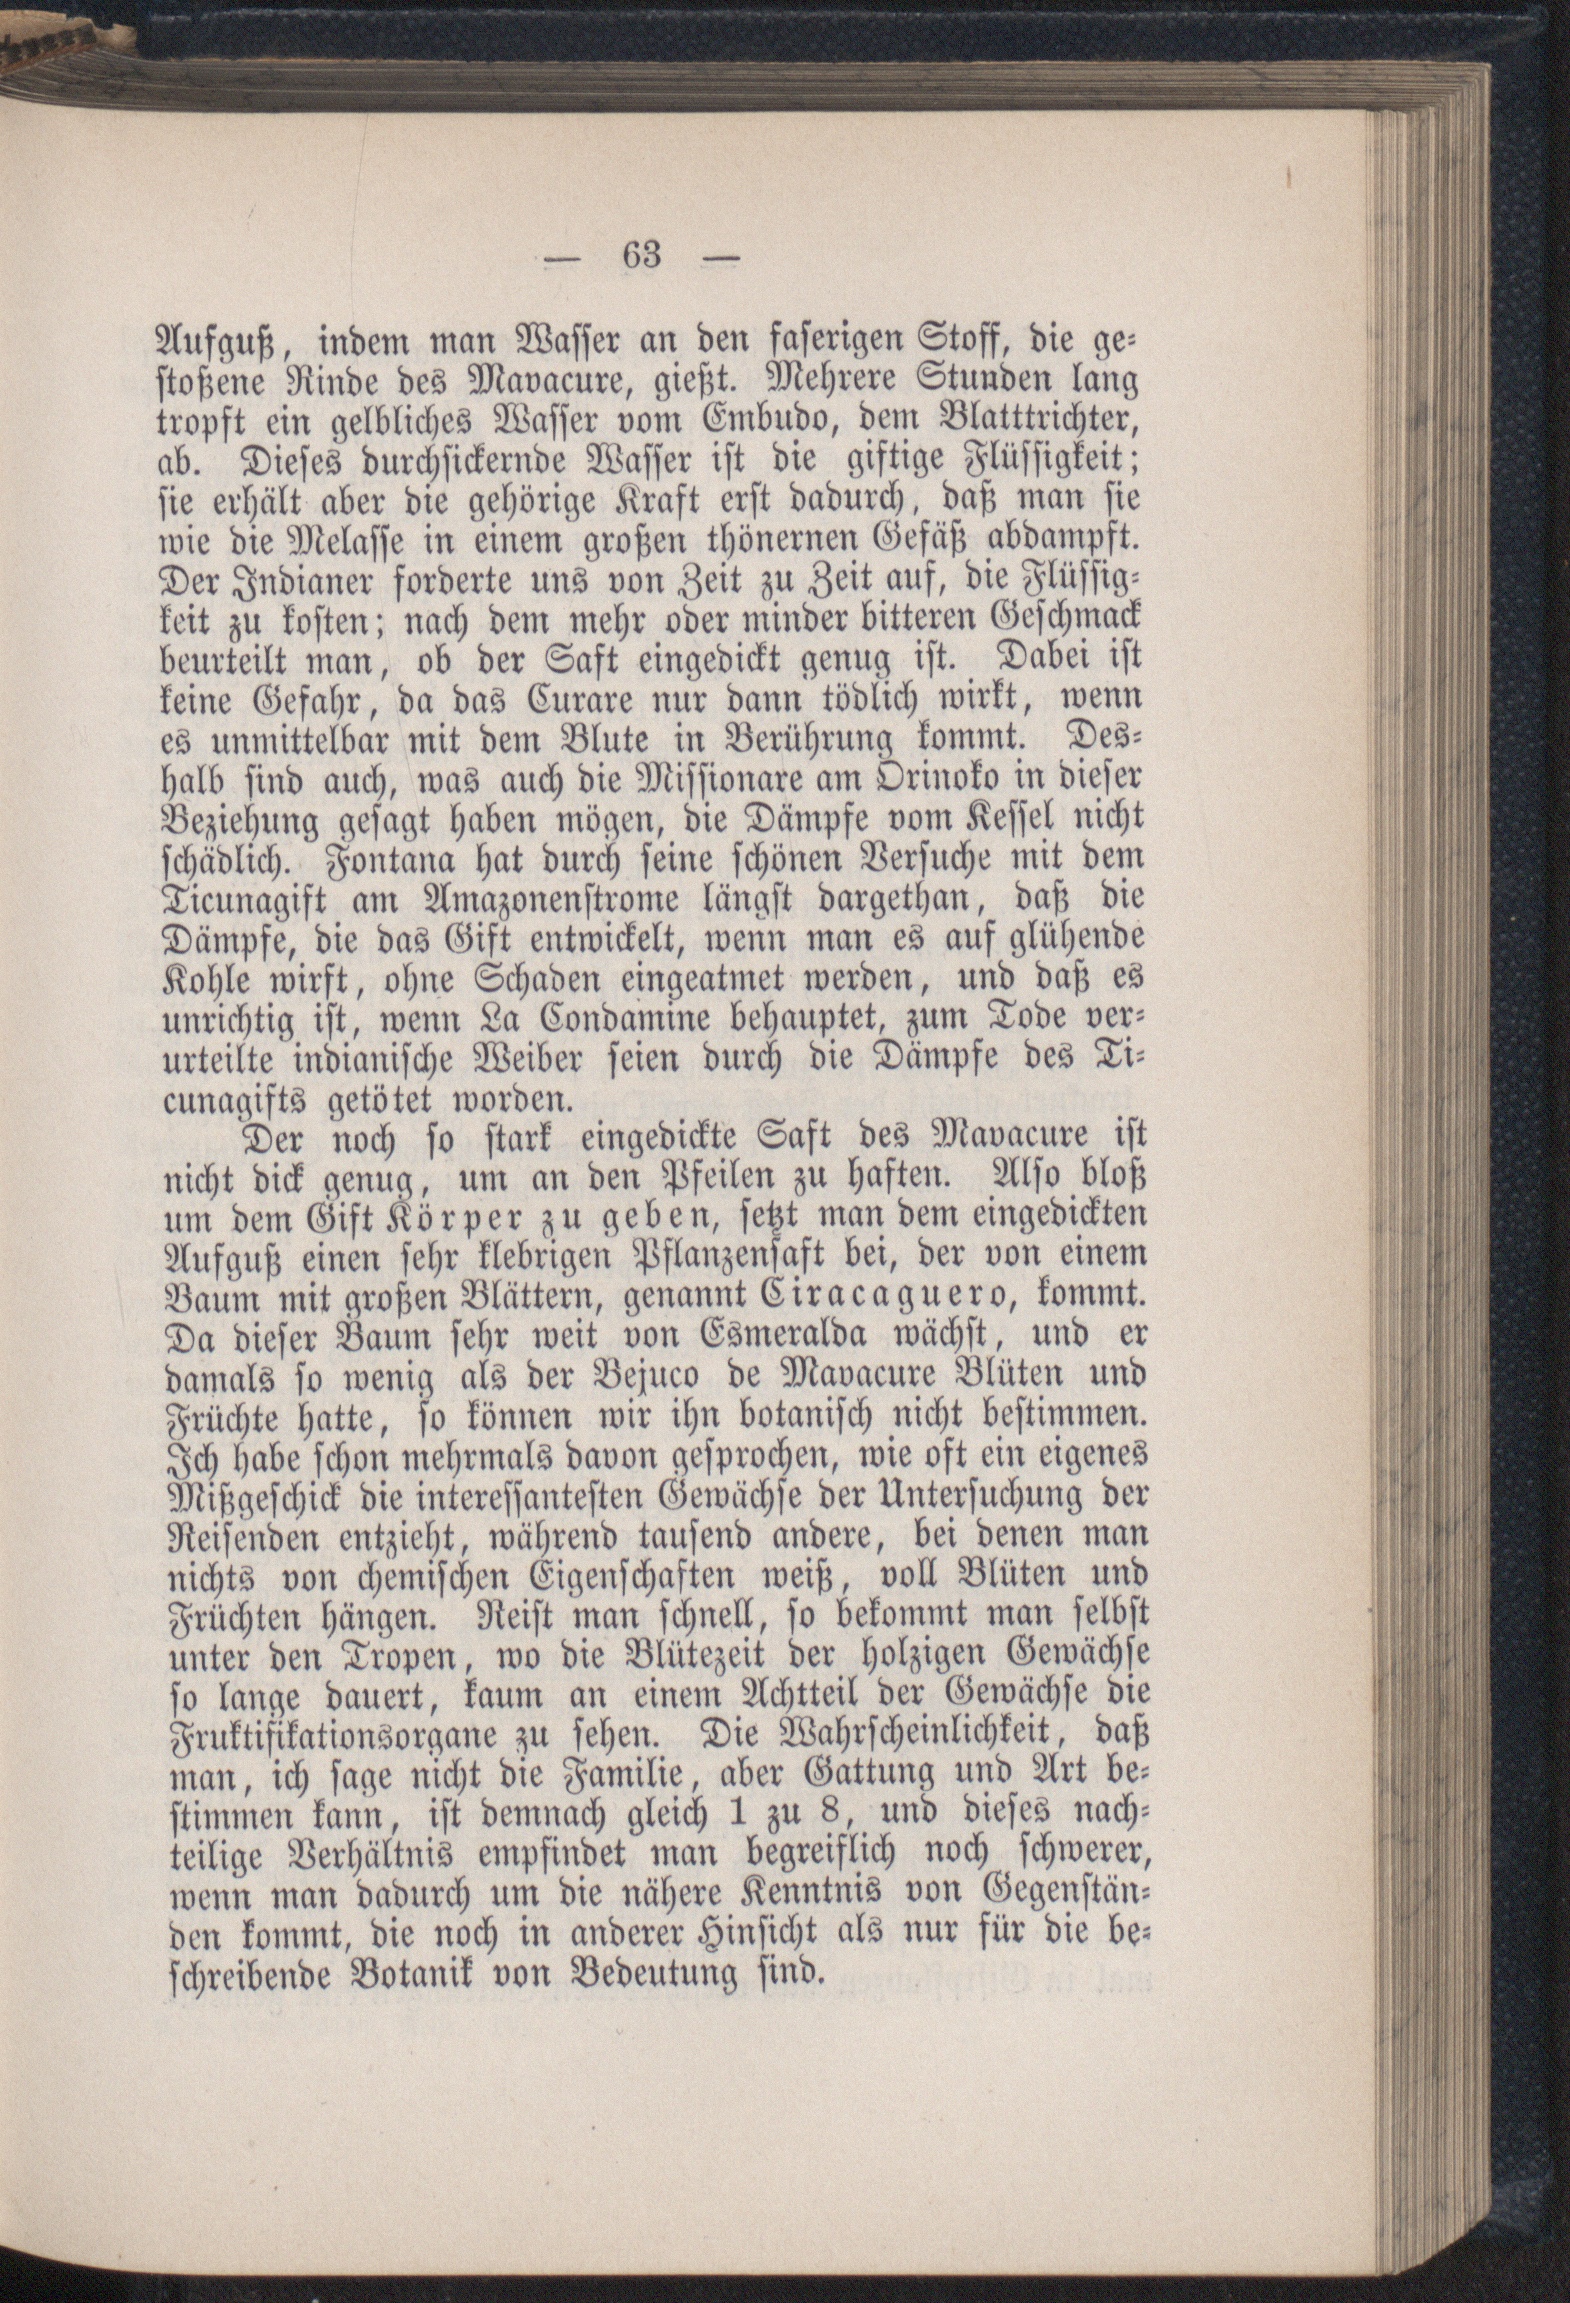 — 63 —
Aufguß, indem man Wasser an den faserigen Stoff, die ge-
stoßene Rinde des Mavacure, gießt. Mehrere Stunden lang
tropft ein gelbliches Wasser vom Embudo, dem Blatttrichter,
ab. Dieses durchsickernde Wasser ist die giftige Flüssigkeit;
sie erhält aber die gehörige Kraft erst dadurch, daß man sie
wie die Melasse in einem großen thönernen Gefäß abdampft.
Der Indianer forderte uns von Zeit zu Zeit auf, die Flüssig-
keit zu kosten; nach dem mehr oder minder bitteren Geschmack
beurteilt man, ob der Saft eingedickt genug ist. Dabei ist
keine Gefahr, da das Curare nur dann tödlich wirkt, wenn
es unmittelbar mit dem Blute in Berührung kommt. Des-
halb sind auch, was auch die Missionare am Orinoko in dieser
Beziehung gesagt haben mögen, die Dämpfe vom Kessel nicht
schädlich. Fontana hat durch seine schönen Versuche mit dem
Ticunagift am Amazonenstrome längst dargethan, daß die
Dämpfe, die das Gift entwickelt, wenn man es auf glühende
Kohle wirft, ohne Schaden eingeatmet werden, und daß es
unrichtig ist, wenn La Condamine behauptet, zum Tode ver-
urteilte indianische Weiber seien durch die Dämpfe des Ti-
cunagifts getötet worden.
Der noch so stark eingedickte Saft des Mavacure ist
nicht dick genug, um an den Pfeilen zu haften. Also bloß
um dem Gift Körper zu geben, setzt man dem eingedickten
Aufguß einen sehr klebrigen Pflanzensaft bei, der von einem
Baum mit großen Blättern, genannt Ciracaguero, kommt.
Da dieser Baum sehr weit von Esmeralda wächst, und er
damals so wenig als der Bejuco de Mavacure Blüten und
Früchte hatte, so können wir ihn botanisch nicht bestimmen.
Ich habe schon mehrmals davon gesprochen, wie oft ein eigenes
Mißgeschick die interessantesten Gewächse der Untersuchung der
Reisenden entzieht, während tausend andere, bei denen man
nichts von chemischen Eigenschaften weiß, voll Blüten und
Früchten hängen. Reist man schnell, so bekommt man selbst
unter den Tropen, wo die Blütezeit der holzigen Gewächse
so lange dauert, kaum an einem Achtteil der Gewächse die
Fruktifikationsorgane zu sehen. Die Wahrscheinlichkeit, daß
man, ich sage nicht die Familie, aber Gattung und Art be-
stimmen kann, ist demnach gleich 1 zu 8, und dieses nach-
teilige Verhältnis empfindet man begreiflich noch schwerer,
wenn man dadurch um die nähere Kenntnis von Gegenstän-
den kommt, die noch in anderer Hinsicht als nur für die be-
schreibende Botanik von Bedeutung sind.